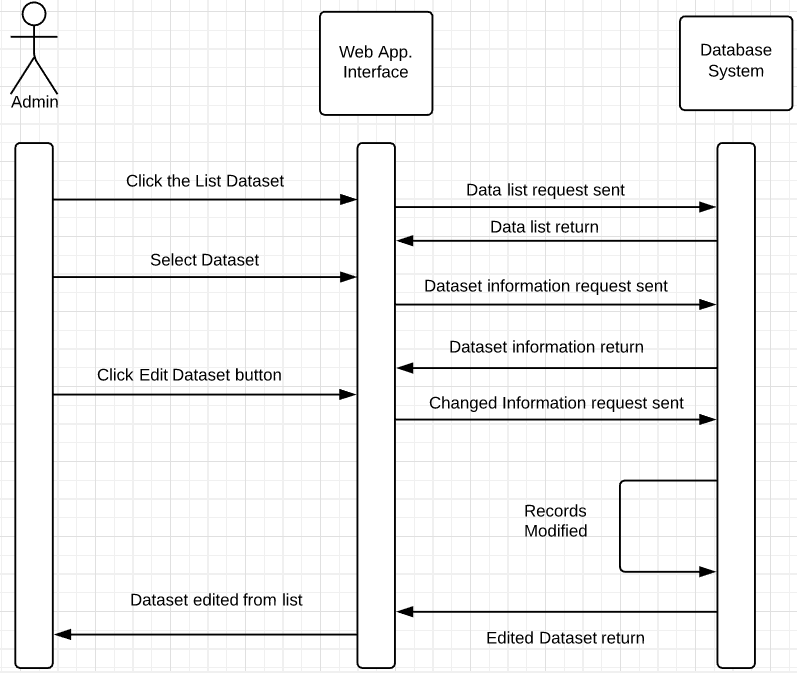 Admin
Web App.
Interface
Database
System
Click the List Dataset
Data list request sent
Data list return
Select Dataset
Dataset information request sent
Dataset information return
Click Edit Dataset button
Changed Information request sent
Records
Modified
Dataset edited from list
Edited Dataset return